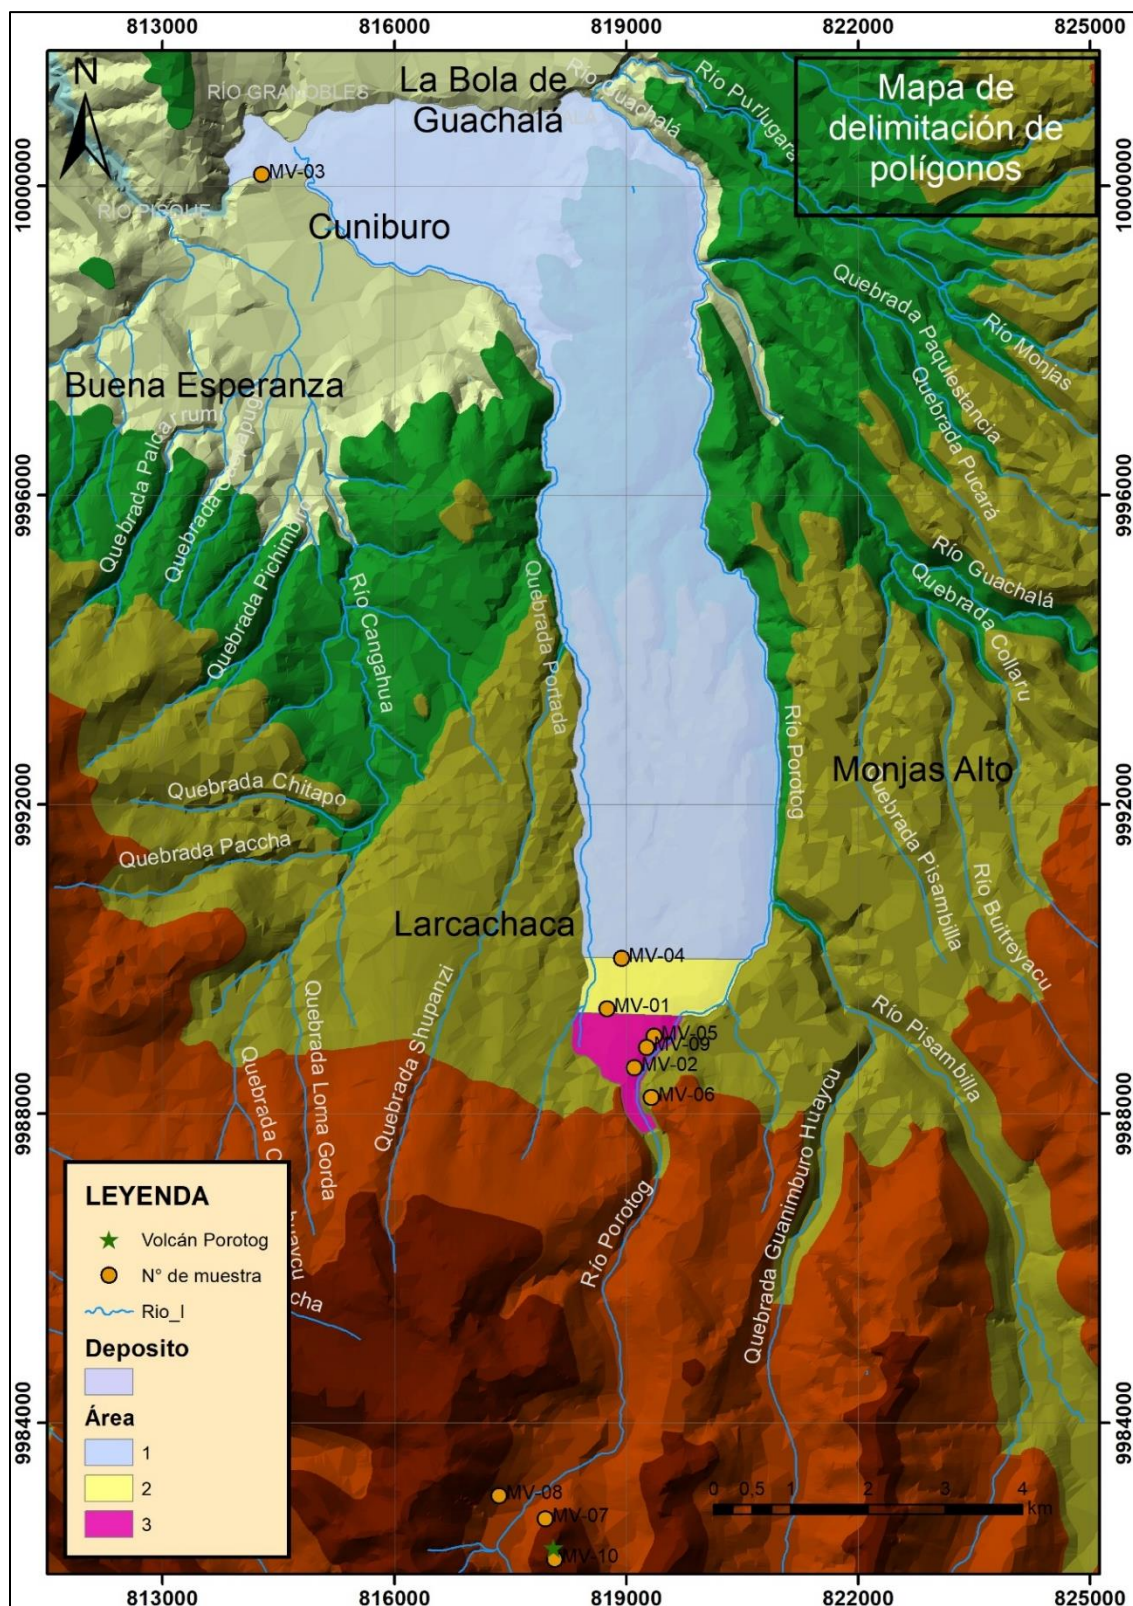 813000
816000
819000
822000
825000
N
La Bola de
Guachalá
RÍO GRANOBLES
Río Guachalá
Río Purlugara
Mapa de
delimitación de
polígonos
10000000
10000000
MV-03
RÍO PISQUE
Cuniburo
Quebrada Paquiestancia
Río Monjas
Buena Esperanza
Quebrada Pucará
9996000
9996000
Quebrada Pichimbuc
Río Cangahua
Quebrada Portada
Río Guachalá
Quebrada Collaru
Río Porotog
Monjas Alto
Quebrada Chitapo
9992000
9992000
Quebrada Paccha
Quebrada Pisambilla
Río Buitreyacu
Larcachaca
MV-04
MV-01
MV-05
MV-09
MV-02
MV-06
Quebrada Shupanzi
Quebrada Loma Gorda
Río Pisambilla
9988000
9988000
Quebrada Guanimburo Huaycu
Río Porotog
LEYENDA
Volcán Porotog
N° de muestra
Rio_l
Deposito
Área
1
2
3
9984000
9984000
MV-08
MV-07
MV-10
0 0,5 1 2 3 4
km
813000
816000
819000
822000
825000